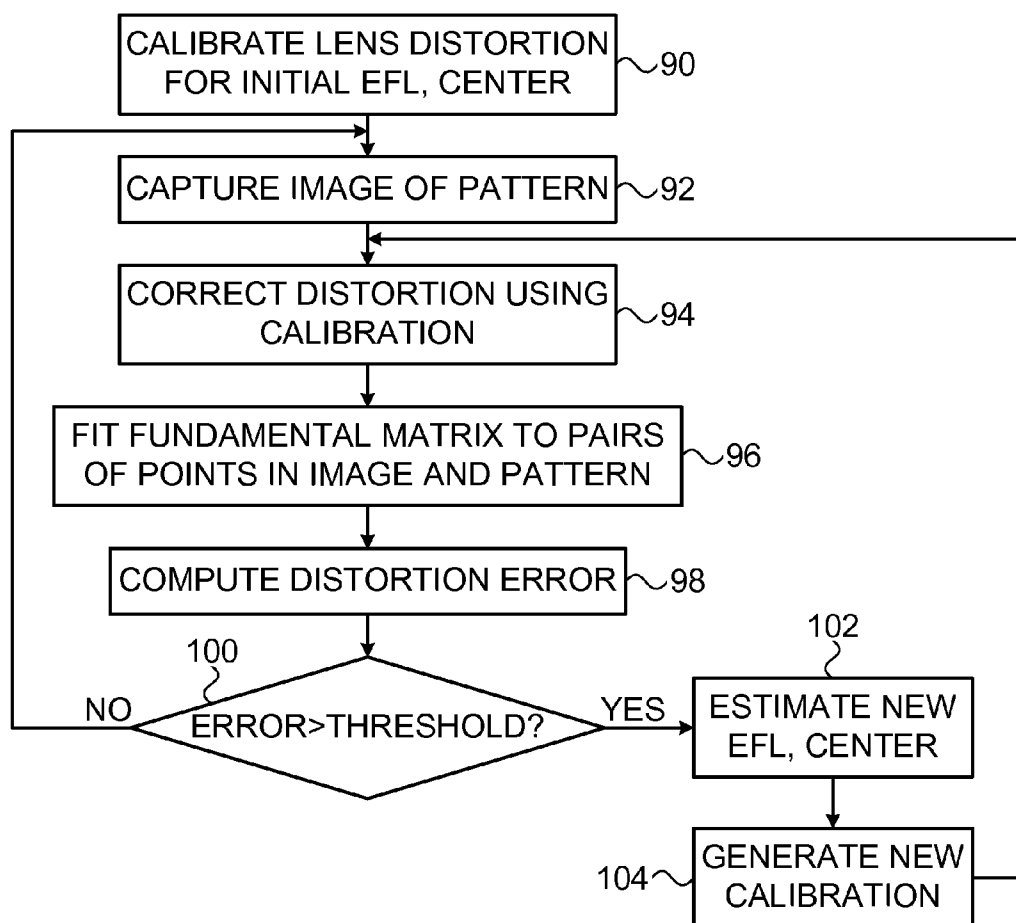 CALIBRATE LENS DISTORTION
FOR INITIAL EFL, CENTER
90
CAPTURE IMAGE OF PATTERN
92
CORRECT DISTORTION USING
CALIBRATION
94
FIT FUNDAMENTAL MATRIX TO PAIRS
OF POINTS IN IMAGE AND PATTERN
96
COMPUTE DISTORTION ERROR
98
100
ERROR>THRESHOLD?
NO
YES
102
ESTIMATE NEW
EFL, CENTER
104
GENERATE NEW
CALIBRATION